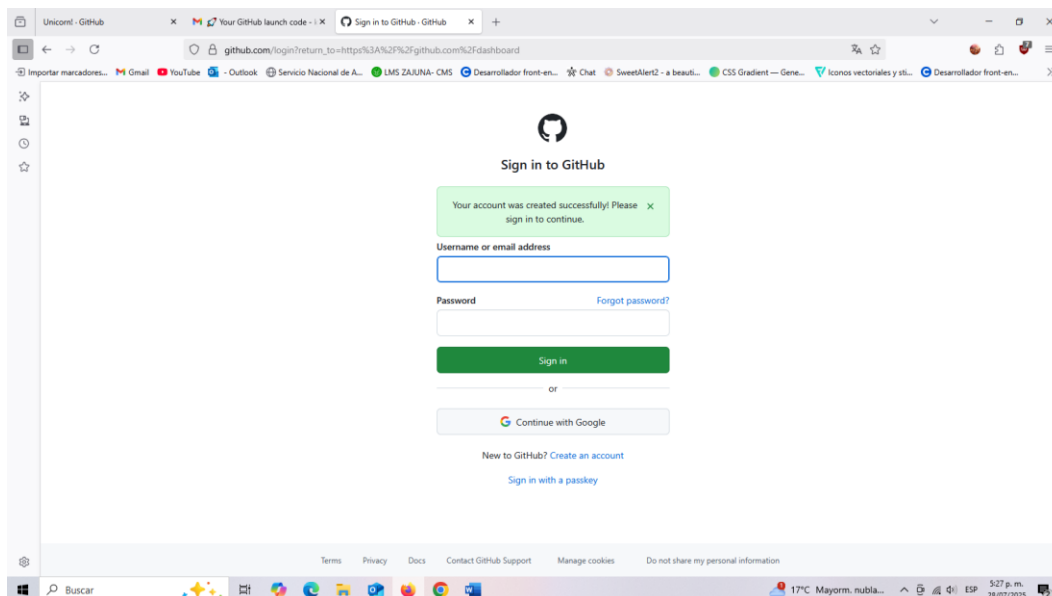 Unicorn! · GitHub
Your GitHub launch code -
Sign in to GitHub · GitHub
github.com/login?return_to=https%3A%2F%2Fgithub.com%2Fdashboard
Importar marcadores... Gmail YouTube - Outlook Servicio Nacional de A... LMS ZAJUNA- CMS Desarrollador front-en... Chat SweetAlert2 - a beauti... CSS Gradient — Gene... Iconos vectoriales y sti... Desarrollador front-en...
Sign in to GitHub
Your account was created successfully! Please
sign in to continue.
Username or email address
Password Forgot password?
Sign in
or
Continue with Google
New to GitHub? Create an account
Sign in with a passkey
Terms Privacy Docs Contact GitHub Support Manage cookies Do not share my personal information
Buscar
17°C Mayorm. nubla... ESP 5:27 p. m.
28/07/2025